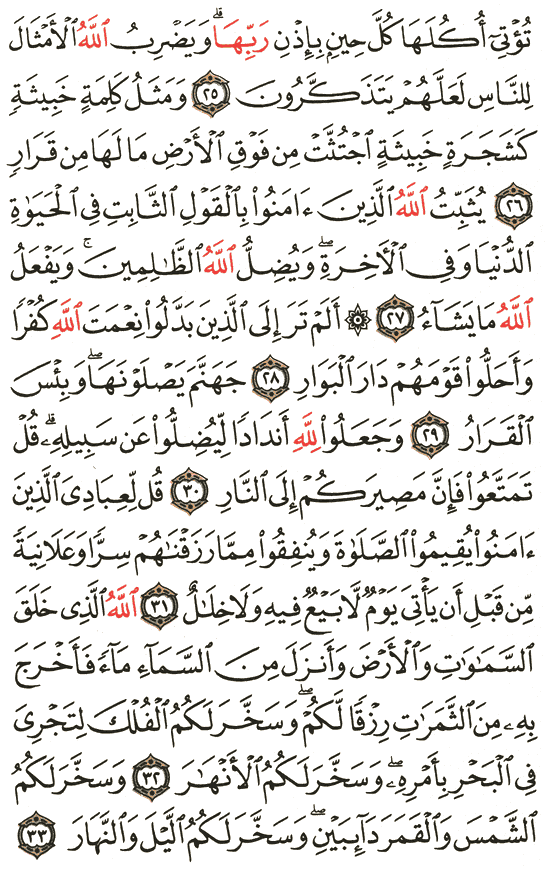 تُؤْتِىٓ أُكُلَهَا كُلَّ حِينٍۭ بِإِذْنِ رَبِّهَا ۗ وَيَضْرِبُ ٱللَّهُ ٱلْأَمْثَالَ
لِلنَّاسِ لَعَلَّهُمْ يَتَذَكَّرُونَ ٢٥ وَمَثَلُ كَلِمَةٍ خَبِيثَةٍ
كَشَجَرَةٍ خَبِيثَةٍ ٱجْتُثَّتْ مِن فَوْقِ ٱلْأَرْضِ مَا لَهَا مِن قَرَارٍ
٢٦ يُثَبِّتُ ٱللَّهُ ٱلَّذِينَ ءَامَنُوا۟ بِٱلْقَوْلِ ٱلثَّابِتِ فِى ٱلْحَيَوٰةِ
ٱلدُّنْيَا وَفِى ٱلْءَاخِرَةِ ۖ وَيُضِلُّ ٱللَّهُ ٱلظَّٰلِمِينَ ۚ وَيَفْعَلُ
ٱللَّهُ مَا يَشَآءُ ٢٧ ۞ أَلَمْ تَرَ إِلَى ٱلَّذِينَ بَدَّلُوا۟ نِعْمَتَ ٱللَّهِ كُفْرًا
وَأَحَلُّوا۟ قَوْمَهُمْ دَارَ ٱلْبَوَارِ ٢٨ جَهَنَّمَ يَصْلَوْنَهَا ۖ وَبِئْسَ
ٱلْقَرَارُ ٢٩ وَجَعَلُوا۟ لِلَّهِ أَندَادًا لِّيُضِلُّوا۟ عَن سَبِيلِهِۦ ۗ قُلْ
تَمَتَّعُوا۟ فَإِنَّ مَصِيرَكُمْ إِلَى ٱلنَّارِ ٣٠ قُل لِّعِبَادِىَ ٱلَّذِينَ
ءَامَنُوا۟ يُقِيمُوا۟ ٱلصَّلَوٰةَ وَيُنفِقُوا۟ مِمَّا رَزَقْنَٰهُمْ سِرًّا وَعَلَانِيَةً
مِّن قَبْلِ أَن يَأْتِىَ يَوْمٌ لَّا بَيْعٌ فِيهِ وَلَا خِلَٰلٌ ٣١ ٱللَّهُ ٱلَّذِى خَلَقَ
ٱلسَّمَٰوَٰتِ وَٱلْأَرْضَ وَأَنزَلَ مِنَ ٱلسَّمَآءِ مَآءً فَأَخْرَجَ
بِهِۦ مِنَ ٱلثَّمَرَٰتِ رِزْقًا لَّكُمْ ۖ وَسَخَّرَ لَكُمُ ٱلْفُلْكَ لِتَجْرِىَ
فِى ٱلْبَحْرِ بِأَمْرِهِۦ ۖ وَسَخَّرَ لَكُمُ ٱلْأَنْهَٰرَ ٣٢ وَسَخَّرَ لَكُمُ
ٱلشَّمْسَ وَٱلْقَمَرَ دَآئِبَيْنِ ۖ وَسَخَّرَ لَكُمُ ٱلَّيْلَ وَٱلنَّهَارَ ٣٣